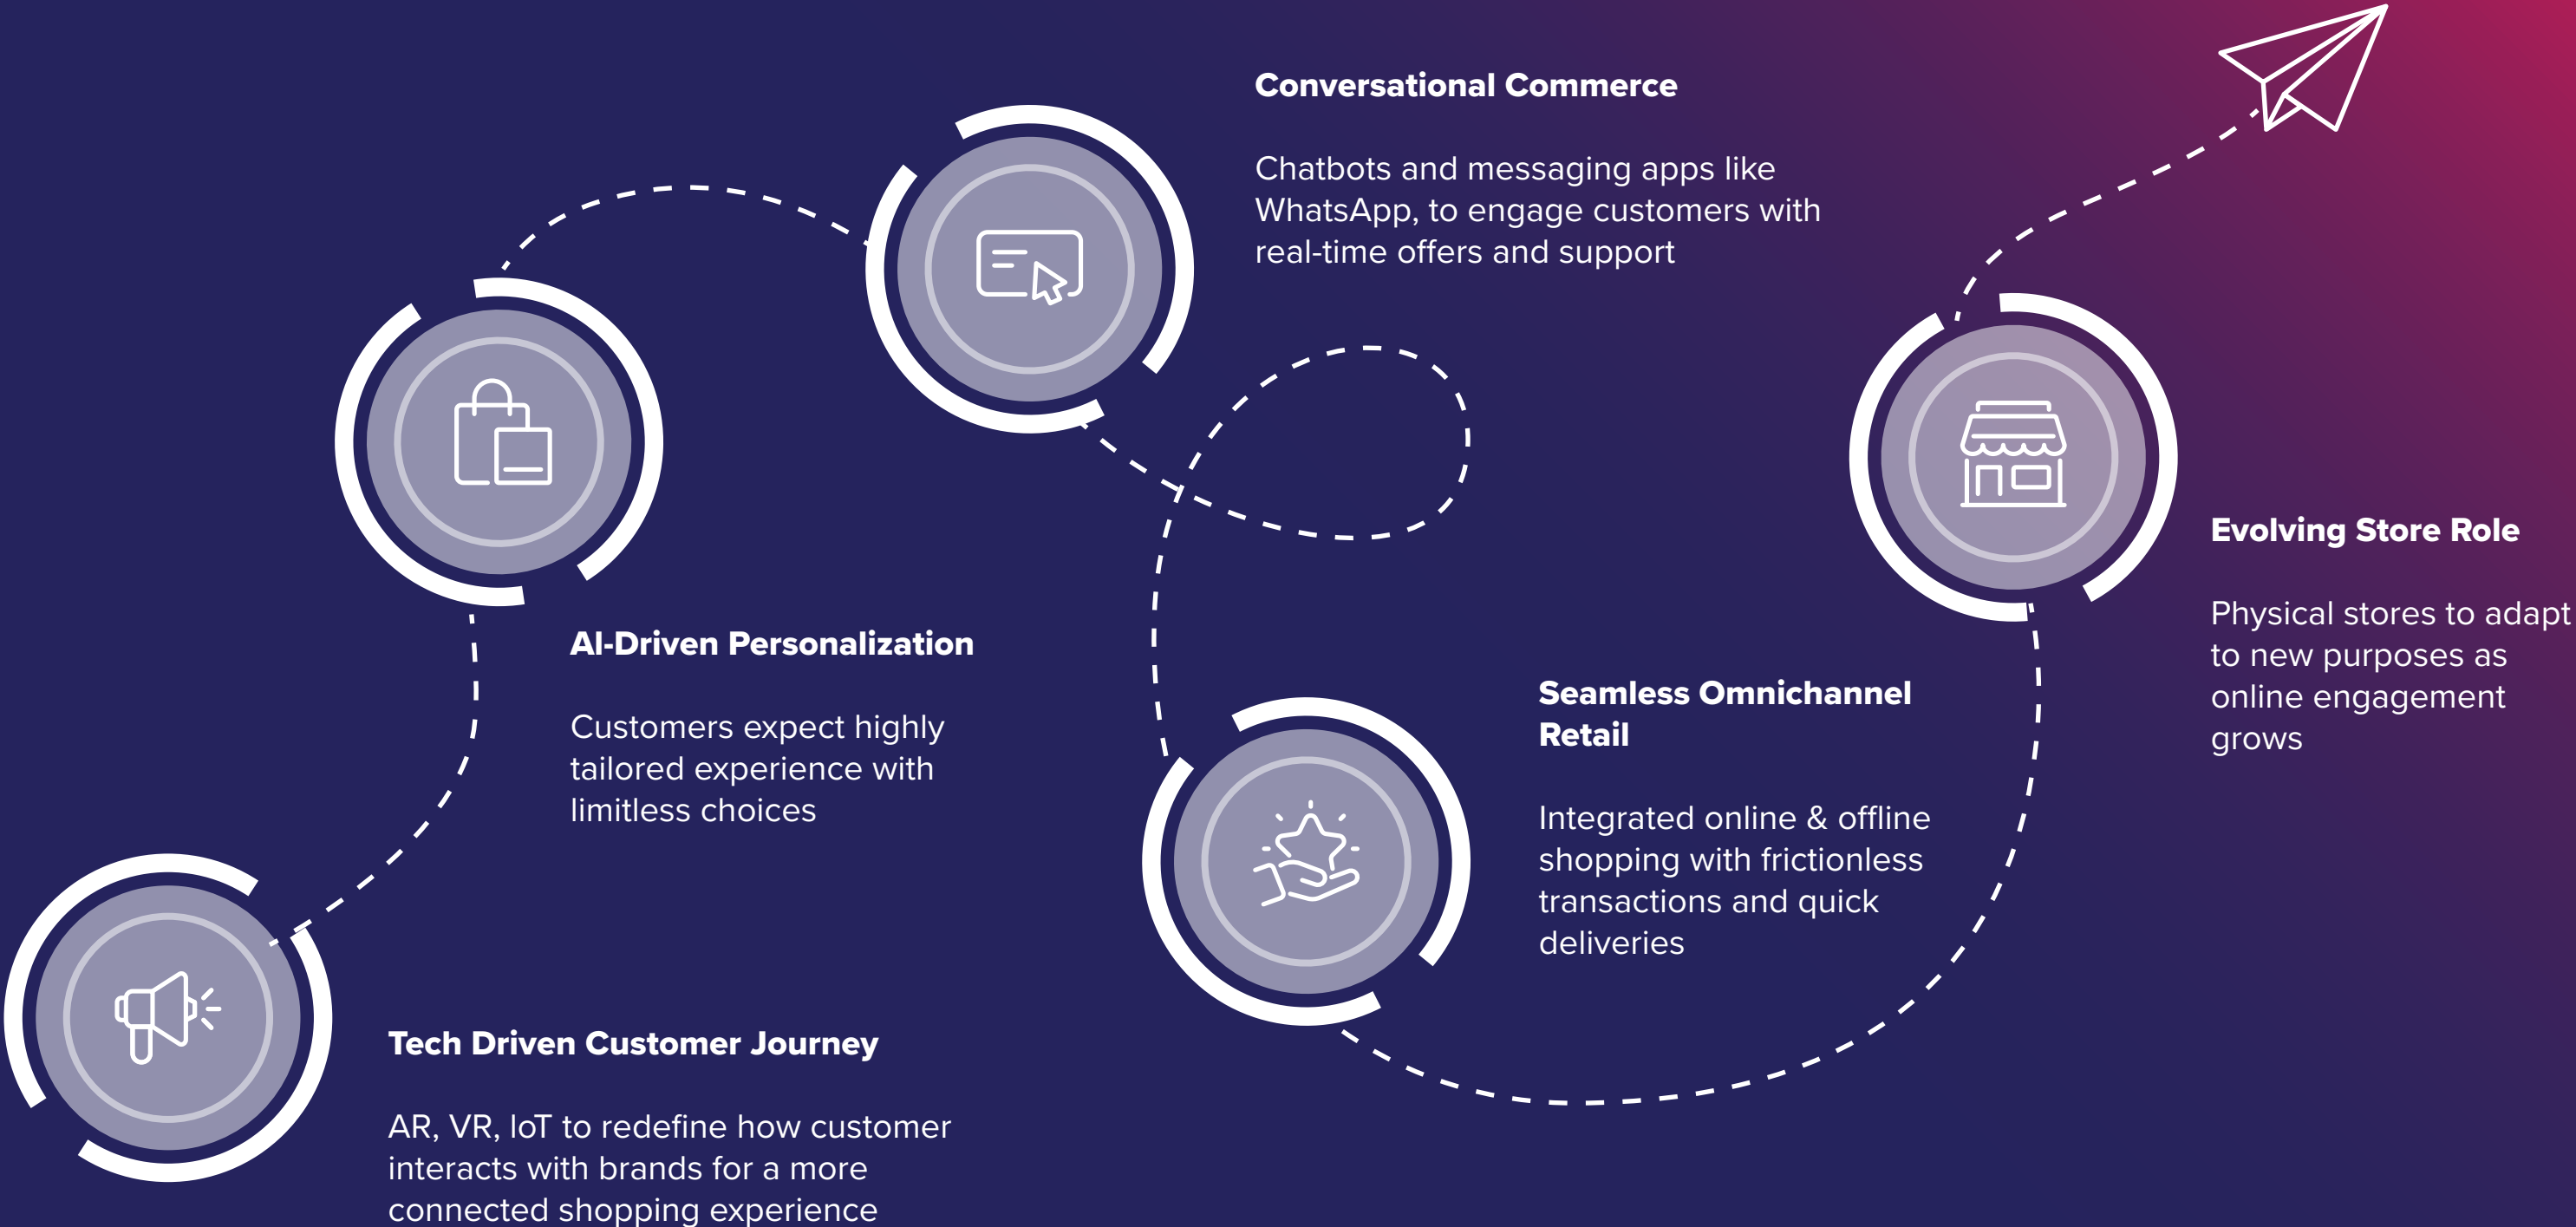 Conversational Commerce
Chatbots and messaging apps like
WhatsApp, to engage customers with
real-time offers and support
Evolving Store Role
Physical stores to adapt
to new purposes as
online engagement
grows
AI-Driven Personalization
Customers expect highly
tailored experience with
limitless choices
Seamless Omnichannel
Retail
Integrated online & offline
shopping with frictionless
transactions and quick
deliveries
Tech Driven Customer Journey
AR, VR, IoT to redefine how customer
interacts with brands for a more
connected shopping experience